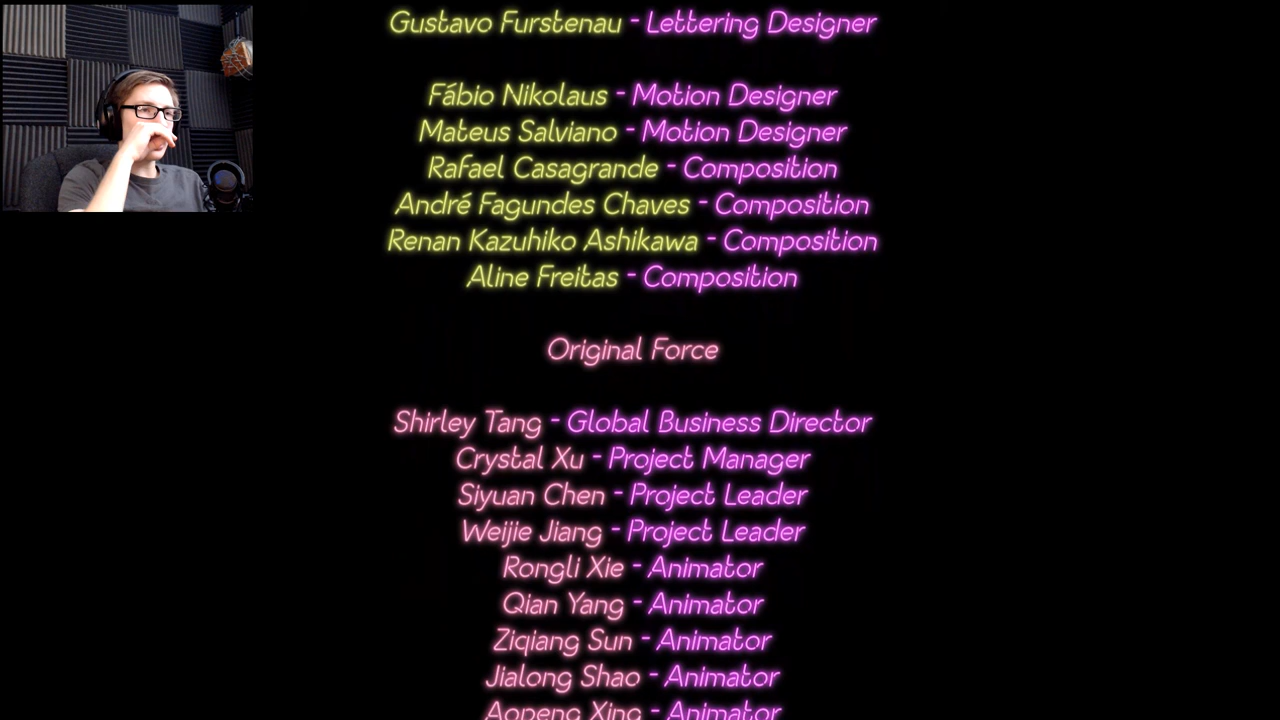 Gustavo Furstenau - Lettering Designer
Fábio Nikolaus - Motion Designer
Mateus Salviano - Motion Designer
Rafael Casagrande - Composition
André Fagundes Chaves - Composition
Renan Kazuhiko Ashikawa - Composition
Aline Freitas - Composition
Original Force
Shirley Tang - Global Business Director
Crystal Xu - Project Manager
Siyuan Chen - Project Leader
Weijie Jiang - Project Leader
Rongli Xie - Animator
Qian Yang - Animator
Ziqiang Sun - Animator
Jialong Shao - Animator
Aopeng Xing - Animator